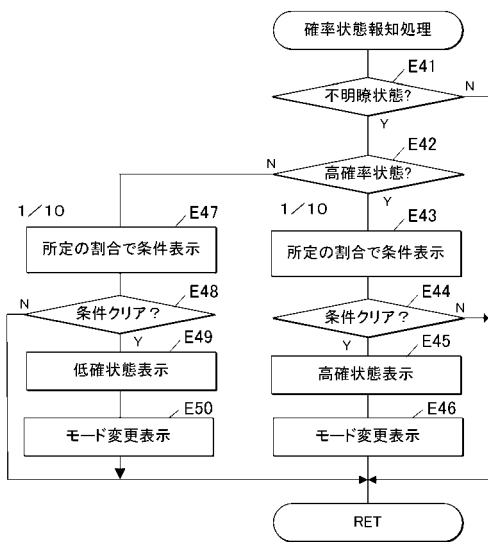 確率状態報知処理
E41
不明瞭状態?
N
Y
E42
高確率状態?
N
Y
1/10
E47
所定の割合で条件表示
1/10
E43
所定の割合で条件表示
E48
条件クリア?
N
Y
E44
条件クリア?
N
Y
E49
低確状態表示
E45
高確状態表示
E50
モード変更表示
E46
モード変更表示
RET